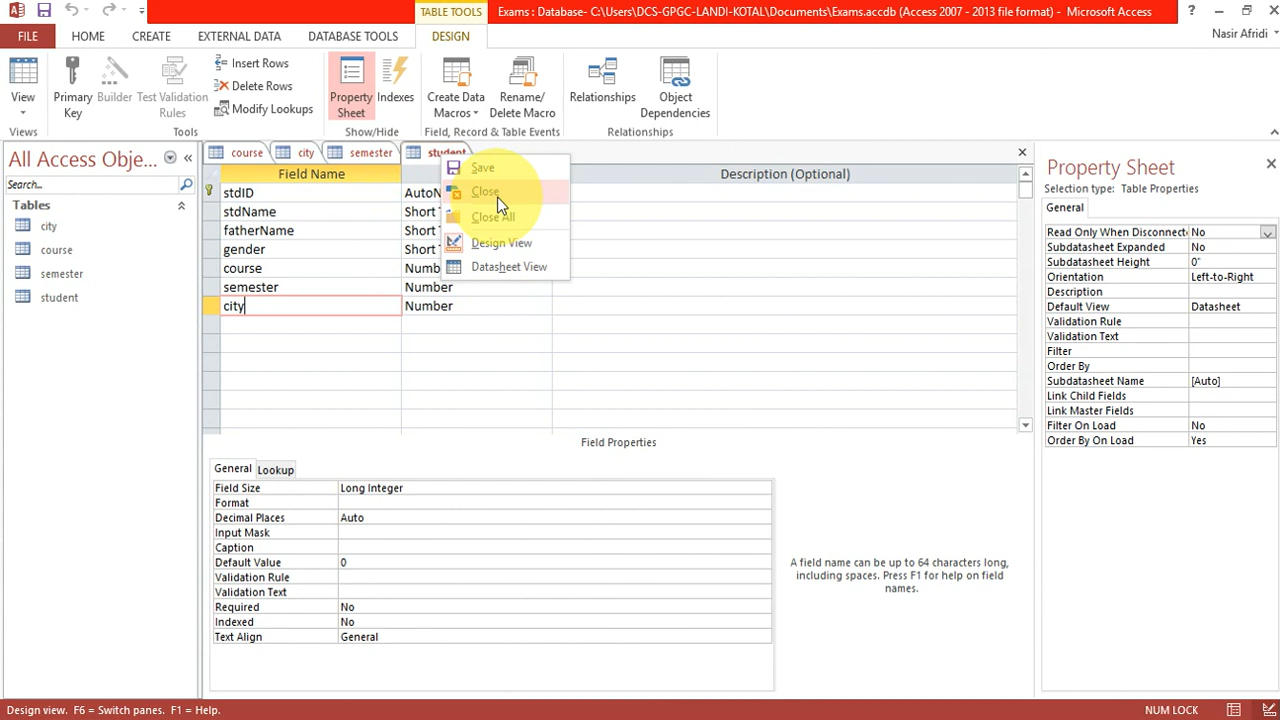 TABLE TOOLS
Exams : Database- C:\Users\DCS-GPGC-LANDI-KOTAL\Documents\Exams.accdb (Access 2007 - 2013 file format) - Microsoft Access
FILE
HOME
CREATE
EXTERNAL DATA
DATABASE TOOLS
DESIGN
Nasir Afridi
View
Primary Key
Builder
Test Validation Rules
Insert Rows
Delete Rows
Modify Lookups
Property Sheet
Indexes
Create Data Macros
Rename/ Delete Macro
Relationships
Object Dependencies
Views
Tools
Show/Hide
Field, Record & Table Events
Relationships
All Access Obje...
Search...
Tables
city
course
semester
student
course
city
semester
student
Field Name
Description (Optional)
stdID
AutoN
stdName
Short T
fatherName
Short T
gender
Short T
course
Numb
semester
Number
city
Number
Save
Close
Close All
Design View
Datasheet View
Field Properties
General
Lookup
Field Size
Long Integer
Format
Decimal Places
Auto
Input Mask
Caption
Default Value
0
Validation Rule
Validation Text
Required
No
Indexed
No
Text Align
General
A field name can be up to 64 characters long,
including spaces. Press F1 for help on field
names.
Property Sheet
Selection type: Table Properties
General
Read Only When Disconnecte
No
Subdatasheet Expanded
No
Subdatasheet Height
0"
Orientation
Left-to-Right
Description
Default View
Datasheet
Validation Rule
Validation Text
Filter
Order By
Subdatasheet Name
[Auto]
Link Child Fields
Link Master Fields
Filter On Load
No
Order By On Load
Yes
Design view. F6 = Switch panes. F1 = Help.
NUM LOCK